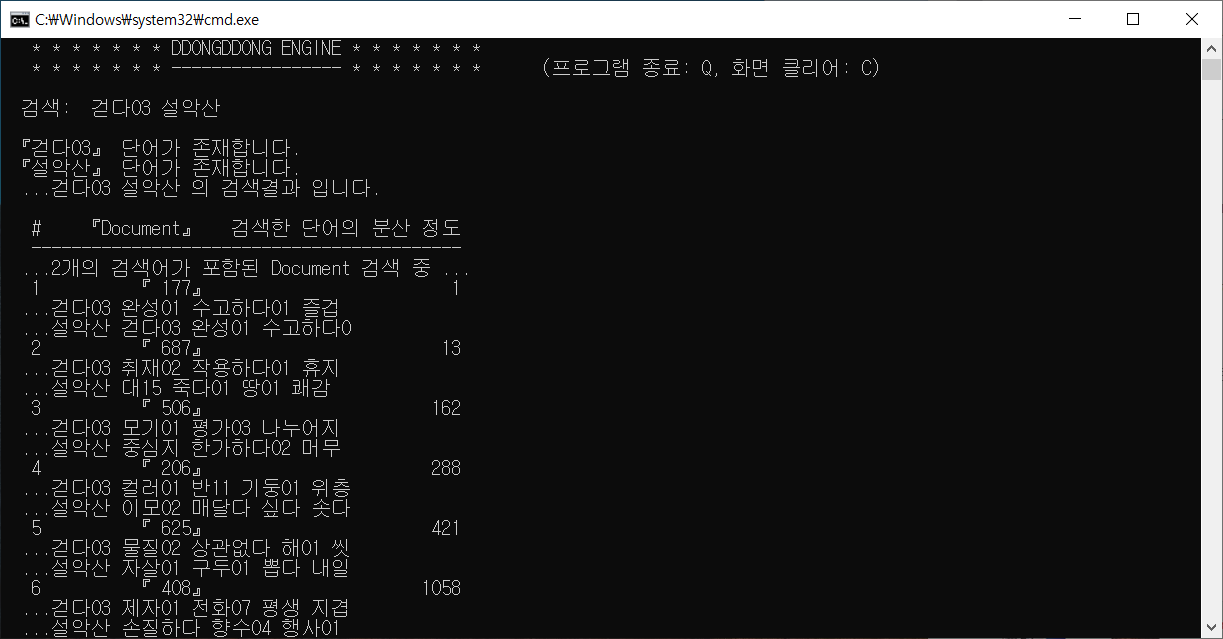 C:₩Windows₩system32₩cmd.exe
* * * * * * * DDONGDDONG ENGINE * * * * * * *
* * * * * * * ----------------- * * * * * * * (프로그램 종료: Q, 화면 클리어: C)
검색: 걷다03 설악산
『걷다03』 단어가 존재합니다.
『설악산』 단어가 존재합니다.
...걷다03 설악산 의 검색결과 입니다.
# 『Document』 검색한 단어의 분산 정도
-------------------------------------------
...2개의 검색어가 포함된 Document 검색 중 ...
1 『 177』 1
...걷다03 완성01 수고하다01 즐겁
...설악산 걷다03 완성01 수고하다0
2 『 687』 13
...걷다03 취재02 작용하다01 휴지
...설악산 대15 죽다01 땅01 쾌감
3 『 506』 162
...걷다03 모기01 평가03 나누어지
...설악산 중심지 한가하다02 머무
4 『 206』 288
...걷다03 컬러01 반11 기둥01 위층
...설악산 이모02 매달다 싶다 솟다
5 『 625』 421
...걷다03 물질02 상관없다 해01 씻
...설악산 자살01 구두01 뽑다 내일
6 『 408』 1058
...걷다03 제자01 전화07 평생 지겹
...설악산 손질하다 향수04 행사01